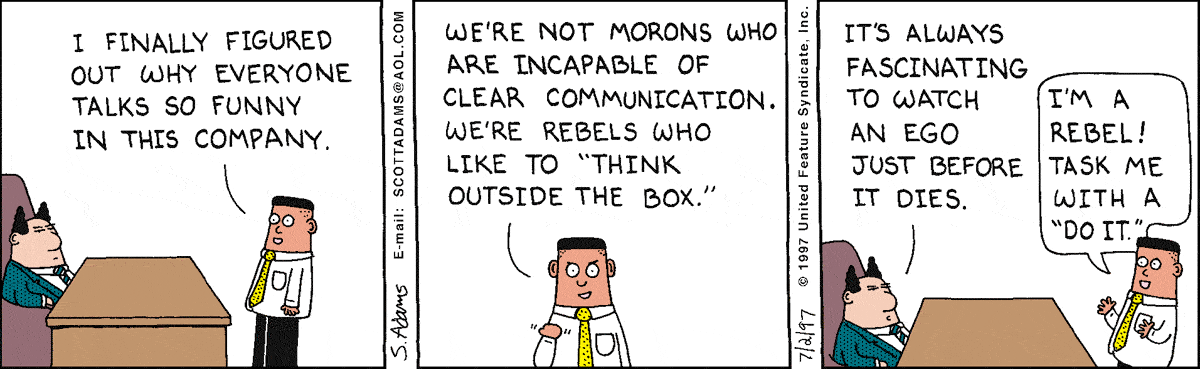 I FINALLY FIGURED
OUT WHY EVERYONE
TALKS SO FUNNY
IN THIS COMPANY.
S. Adams
E-mail: SCOTTADAMS@AOL.COM
WE'RE NOT MORONS WHO
ARE INCAPABLE OF
CLEAR COMMUNICATION.
WE'RE REBELS WHO
LIKE TO "THINK
OUTSIDE THE BOX."
7/2/97
© 1997 United Feature Syndicate, Inc.
IT'S ALWAYS
FASCINATING
TO WATCH
AN EGO
JUST BEFORE
IT DIES.
I'M A
REBEL!
TASK ME
WITH A
"DO IT."